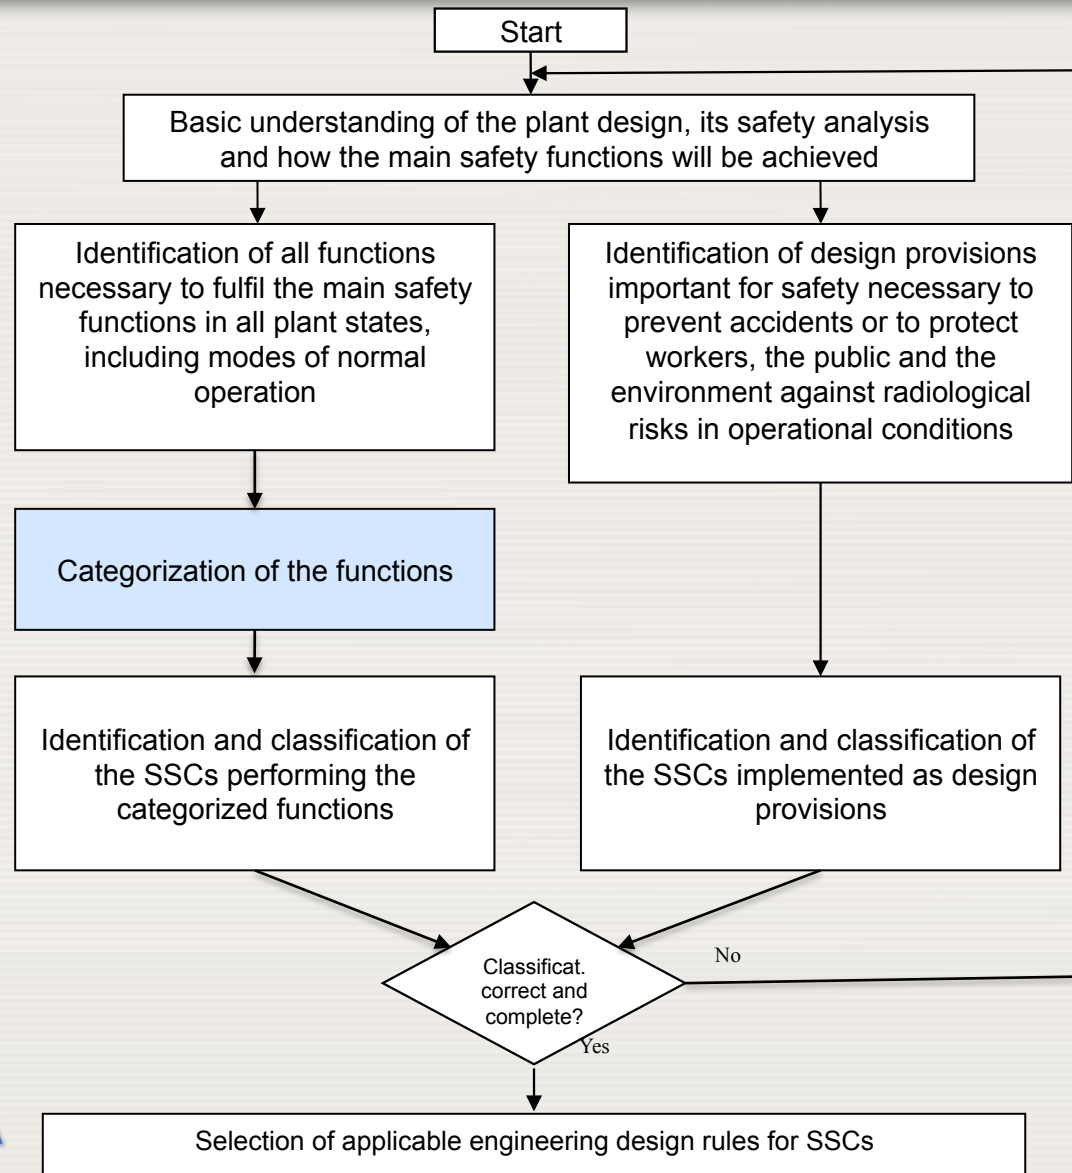 Start
Basic understanding of the plant design, its safety analysis
and how the main safety functions will be achieved
Identification of all functions
necessary to fulfil the main safety
functions in all plant states,
including modes of normal
operation
Identification of design provisions
important for safety necessary to
prevent accidents or to protect
workers, the public and the
environment against radiological
risks in operational conditions
Categorization of the functions
Identification and classification of
the SSCs performing the
categorized functions
Identification and classification of
the SSCs implemented as design
provisions
Classificat.
correct and
complete?
No
Yes
Selection of applicable engineering design rules for SSCs